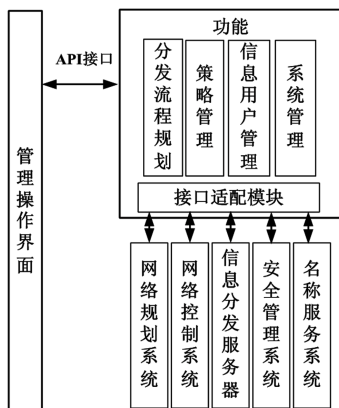 功能
API接口
分发流程规划
策略管理
信息用户管理
系统管理
管理操作界面
接口适配模块
网络规划系统
网络控制系统
信息分发服务器
安全管理系统
名称服务系统